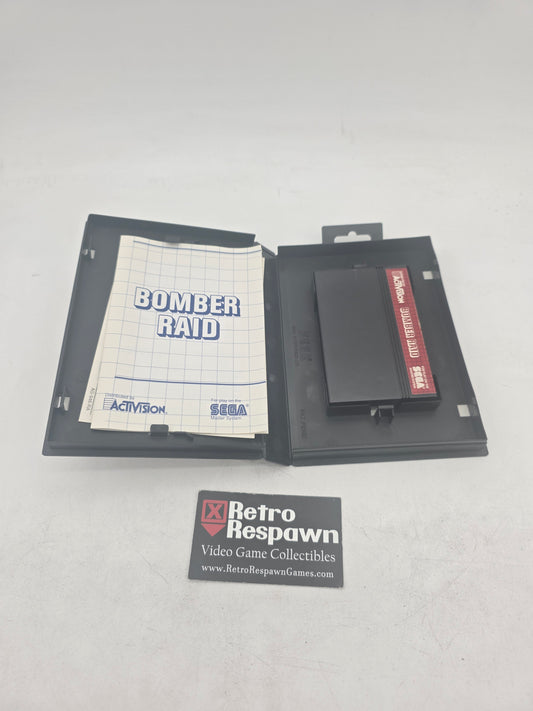 BOMBER
RAID
Distributed by
ACTIVISION
For play on the
SEGA
Master System
ACTIVISION
BOMBER RAID
SEGA
Retro
Respawn
Video Game Collectibles
www.RetroRespawnGames.com